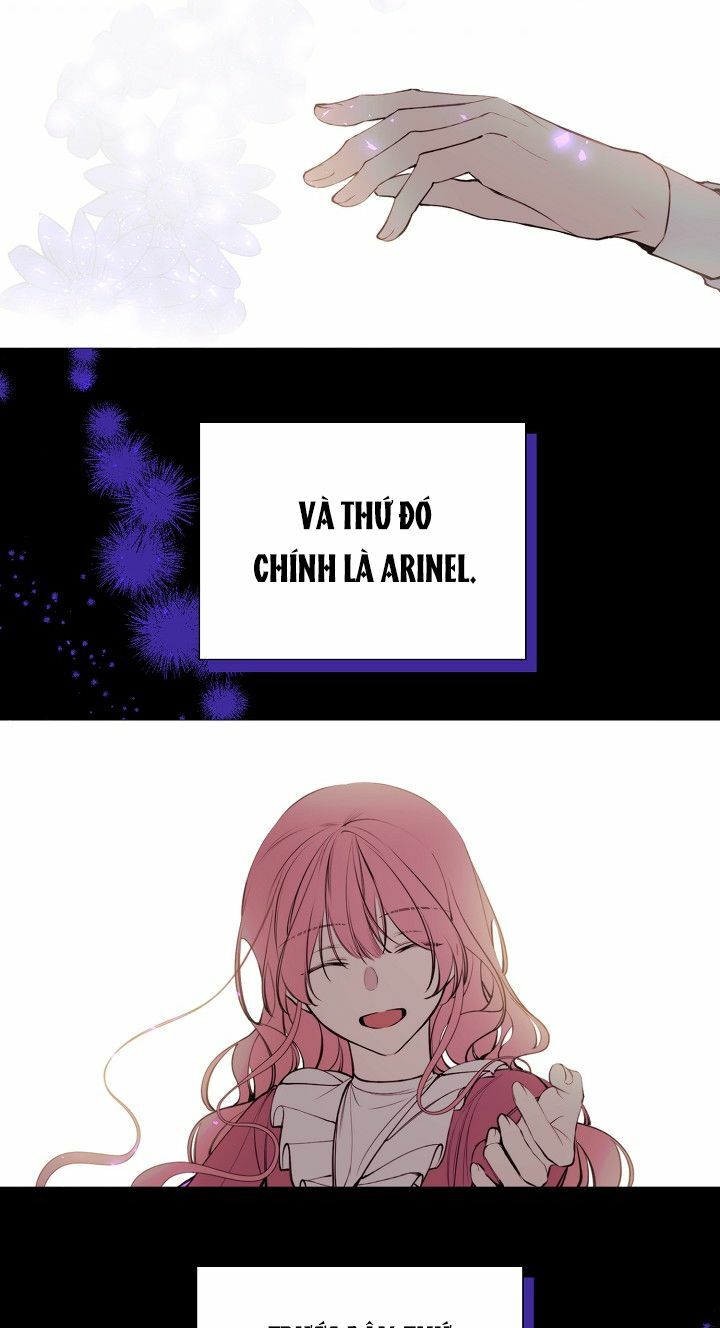 VÀ THỨ ĐÓ
CHÍNH LÀ ARINEL.